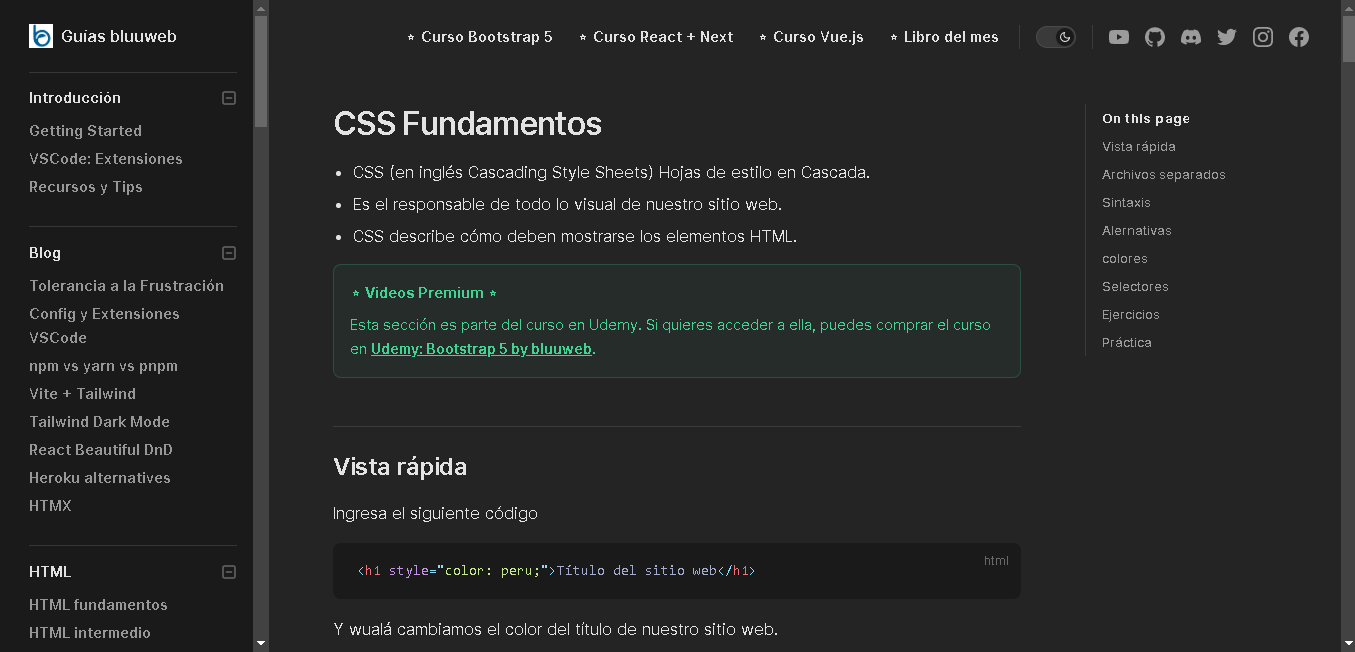 Guías bluuweb
Introducción
Getting Started
VSCode: Extensiones
Recursos y Tips
Blog
Tolerancia a la Frustración
Config y Extensiones
VSCode
npm vs yarn vs pnpm
Vite + Tailwind
Tailwind Dark Mode
React Beautiful DnD
Heroku alternatives
HTMX
HTML
HTML fundamentos
HTML intermedio
⭐ Curso Bootstrap 5 ⭐ Curso React + Next ⭐ Curso Vue.js ⭐ Libro del mes
CSS Fundamentos
• CSS (en inglés Cascading Style Sheets) Hojas de estilo en Cascada.
• Es el responsable de todo lo visual de nuestro sitio web.
• CSS describe cómo deben mostrarse los elementos HTML.
⭐ Videos Premium ⭐
Esta sección es parte del curso en Udemy. Si quieres acceder a ella, puedes comprar el curso
en Udemy: Bootstrap 5 by bluuweb.
Vista rápida
Ingresa el siguiente código
html
<h1 style="color: peru;">Título del sitio web</h1>
Y wualá cambiamos el color del título de nuestro sitio web.
On this page
Vista rápida
Archivos separados
Sintaxis
Alernativas
colores
Selectores
Ejercicios
Práctica